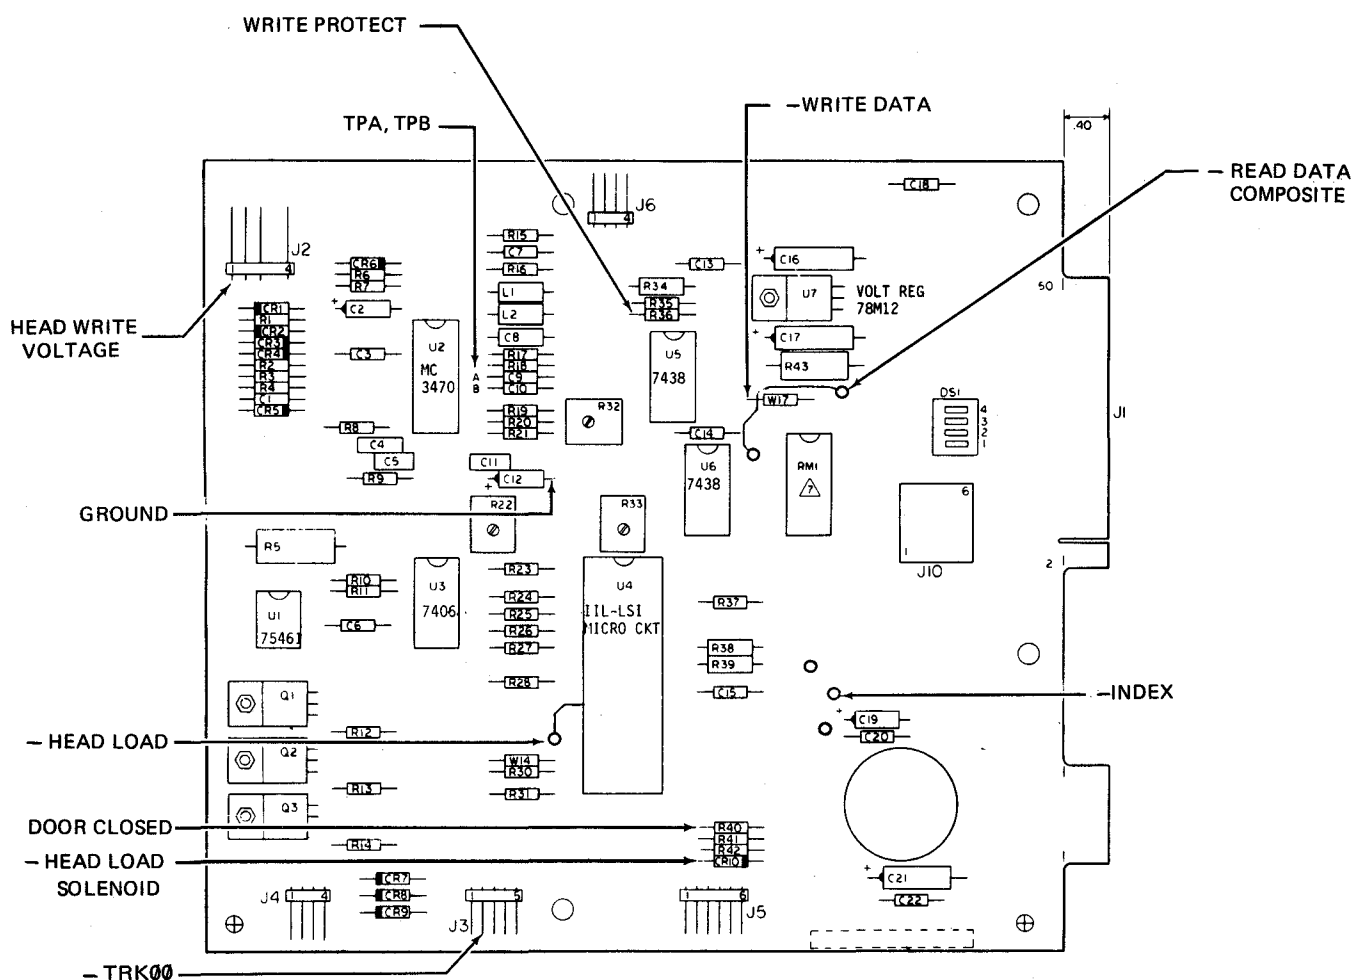 WRITE PROTECT
TPA, TPB
–WRITE DATA
.40
– READ DATA
COMPOSITE
HEAD WRITE
VOLTAGE
GROUND
– HEAD LOAD
DOOR CLOSED
– HEAD LOAD
SOLENOID
– TRK00
–INDEX
C18
J6
1 4
J2
1 4
R15
C7
R16
L1
L2
C8
R17
R18
C9
C10
R19
R20
R21
CR6
R6
R7
+
C2
C3
CR1
R1
CR2
CR3
CR4
R2
R3
R4
C1
CR5
U2
MC
3470
A
B
C13
R34
R35
R36
U5
7438
+
C16
U7
VOLT REG
78M12
+
C17
R43
W17
50
J1
DS1
4
3
2
1
R32
R8
C4
C5
R9
C11
+
C12
C14
U6
7438
RM1
7
R22
R33
6
1
J10
2
R5
R10
R11
U1
75461
C6
U3
7406
R23
R24
R25
R26
R27
R28
U4
IIL-LSI
MICRO CKT
R37
R38
R39
C15
+
C19
C20
Q1
Q2
Q3
R12
R13
R14
W14
R30
R31
R40
R41
R42
CR10
+
C21
C22
CR7
CR8
CR9
J4
1 4
J3
1 5
J5
1 6